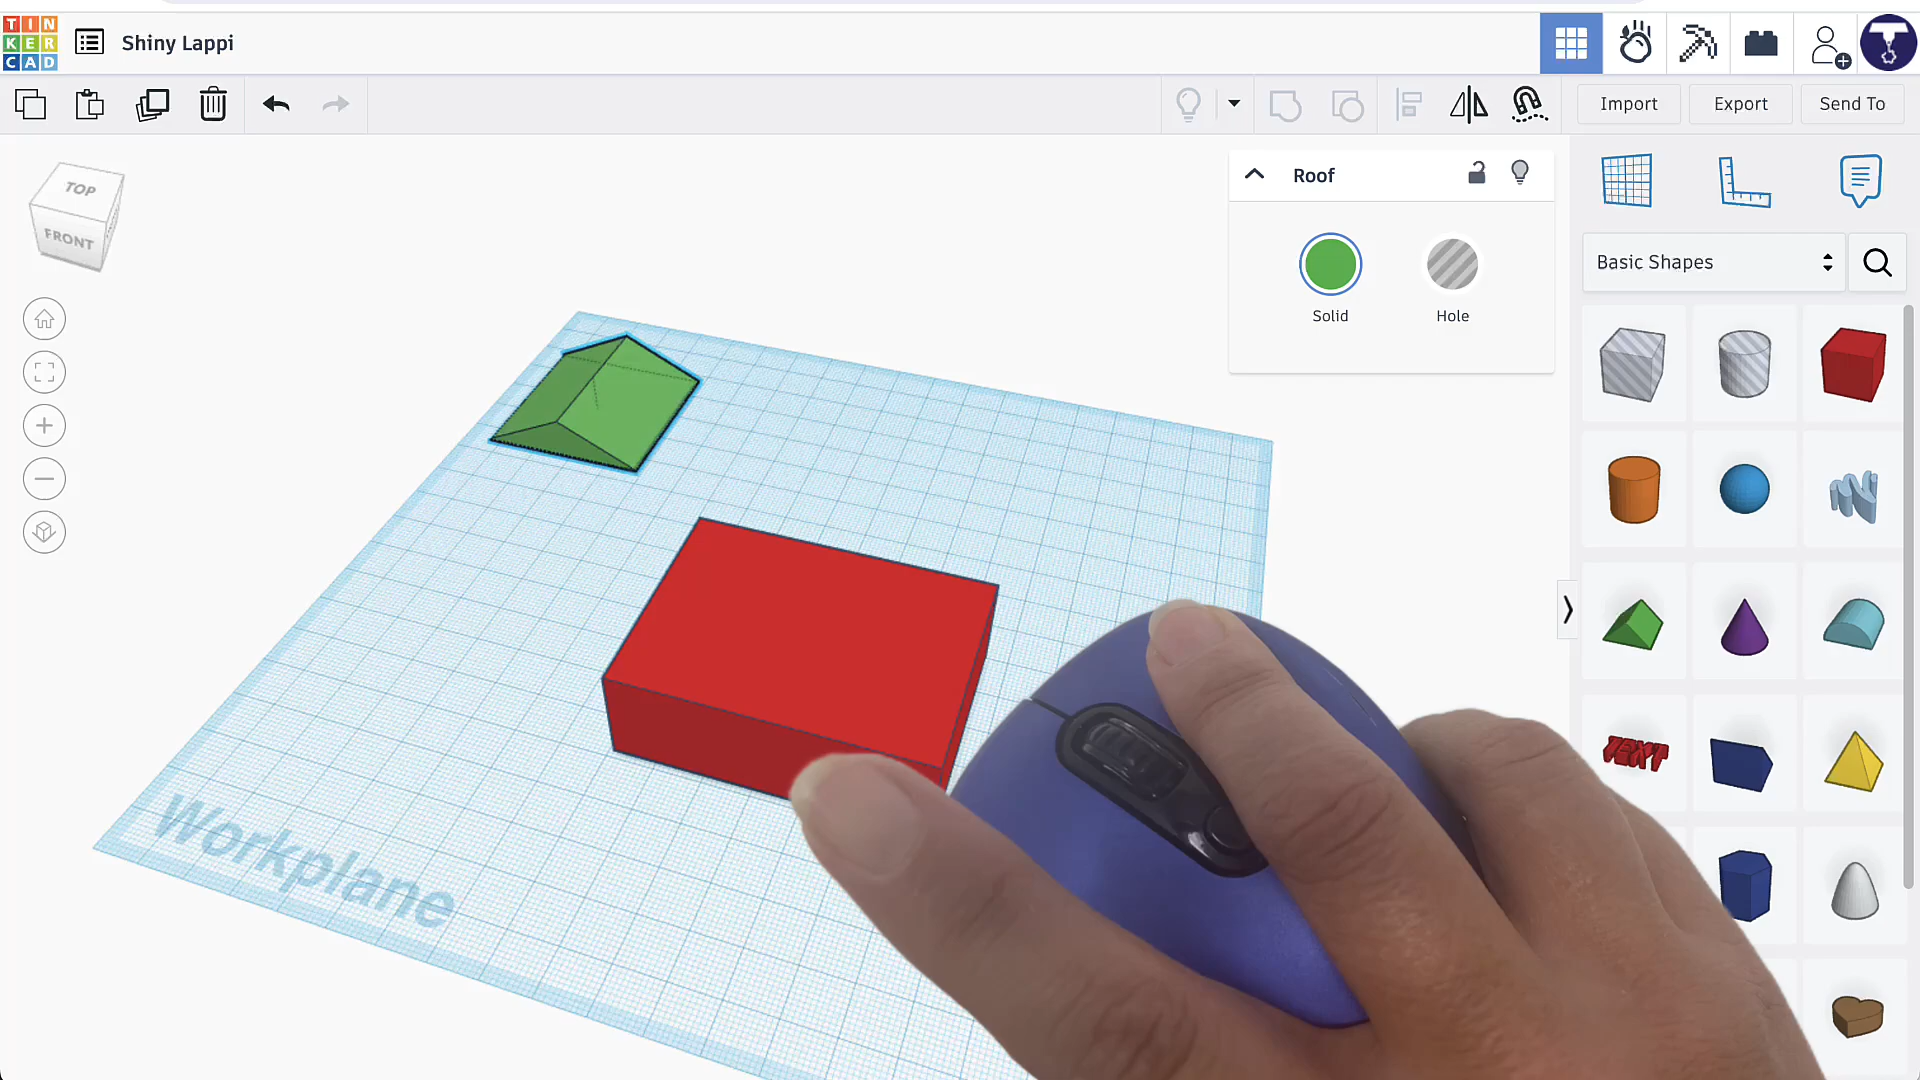 TIN
KER
CAD
Shiny Lappi
Import
Export
Send To
TOP
FRONT
Roof
Solid
Hole
Basic Shapes
TEXT
Workplane